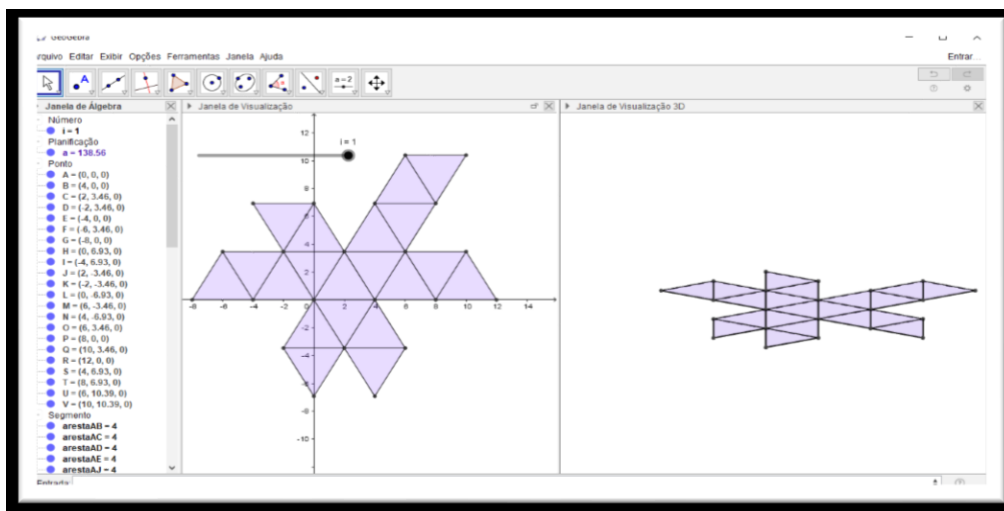 GeoGebra
rquivo Editar Exibir Opções Ferramentas Janela Ajuda
Entrar...
A
a=2
Janela de Álgebra
Número
i = 1
Planificação
a = 138.56
Ponto
A = (0, 0, 0)
B = (4, 0, 0)
C = (2, 3.46, 0)
D = (-2, 3.46, 0)
E = (-4, 0, 0)
F = (-6, 3.46, 0)
G = (-8, 0, 0)
H = (0, 6.93, 0)
I = (-4, 6.93, 0)
J = (2, -3.46, 0)
K = (-2, -3.46, 0)
L = (0, -6.93, 0)
M = (6, -3.46, 0)
N = (4, -6.93, 0)
O = (6, 3.46, 0)
P = (8, 0, 0)
Q = (10, 3.46, 0)
R = (12, 0, 0)
S = (4, 6.93, 0)
T = (8, 6.93, 0)
U = (6, 10.39, 0)
V = (10, 10.39, 0)
Segmento
arestaAB = 4
arestaAC = 4
arestaAD = 4
arestaAE = 4
arestaAJ = 4
Janela de Visualização
i = 1
12
10
8
6
4
2
0
-2
-4
-6
-8
-10
-8 -6 -4 -2 0 2 4 6 8 10 12 14
Janela de Visualização 3D
Entrada: